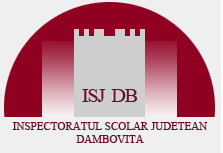 ISJ DB
INSPECTORATUL SCOLAR JUDETEAN
DAMBOVITA